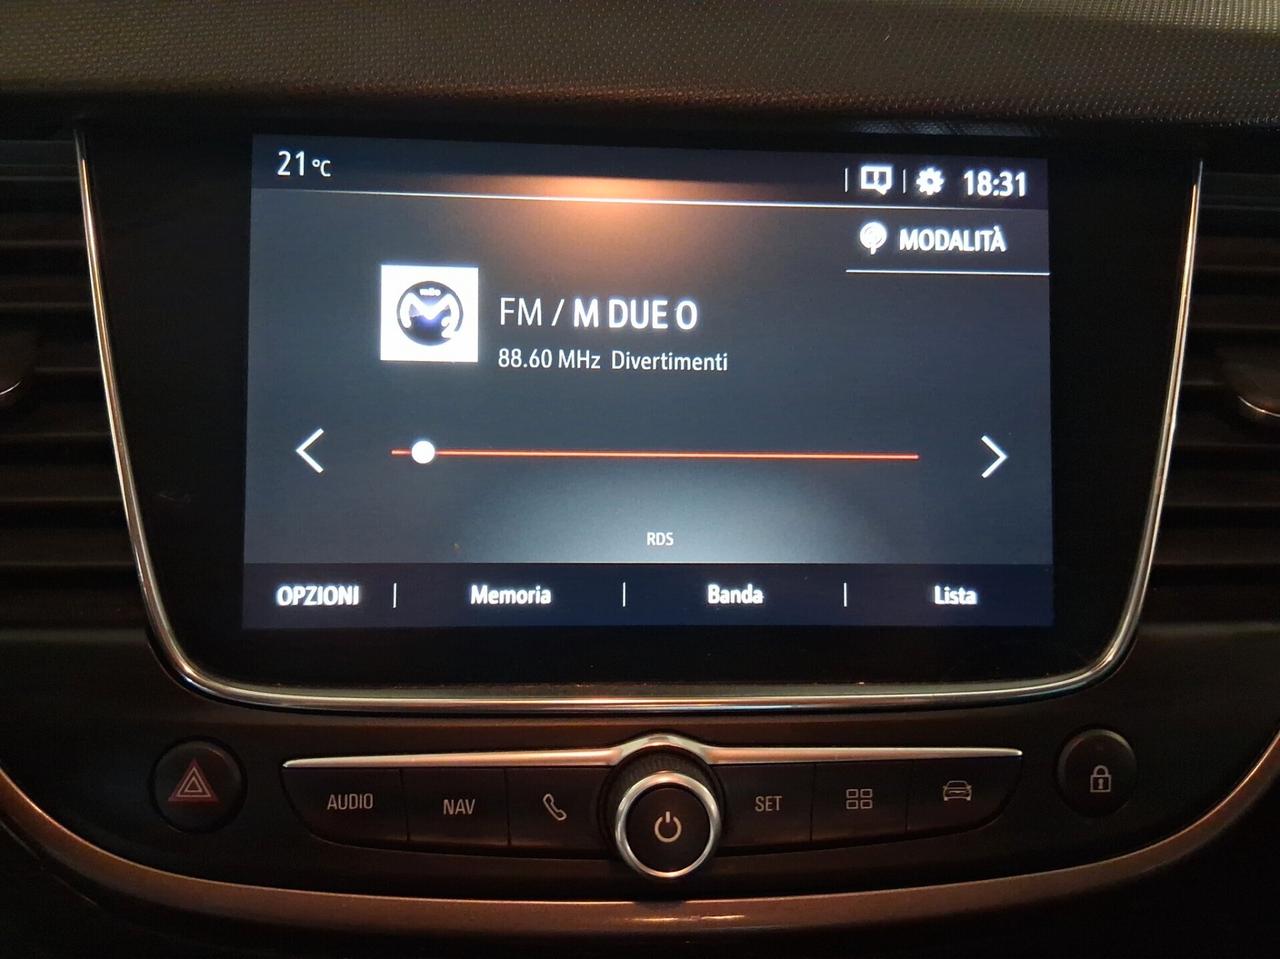 21°C
18:31
MODALITÀ
FM / M DUE O
88.60 MHz Divertimenti
RDS
OPZIONI | Memoria | Banda | Lista
AUDIO NAV SET